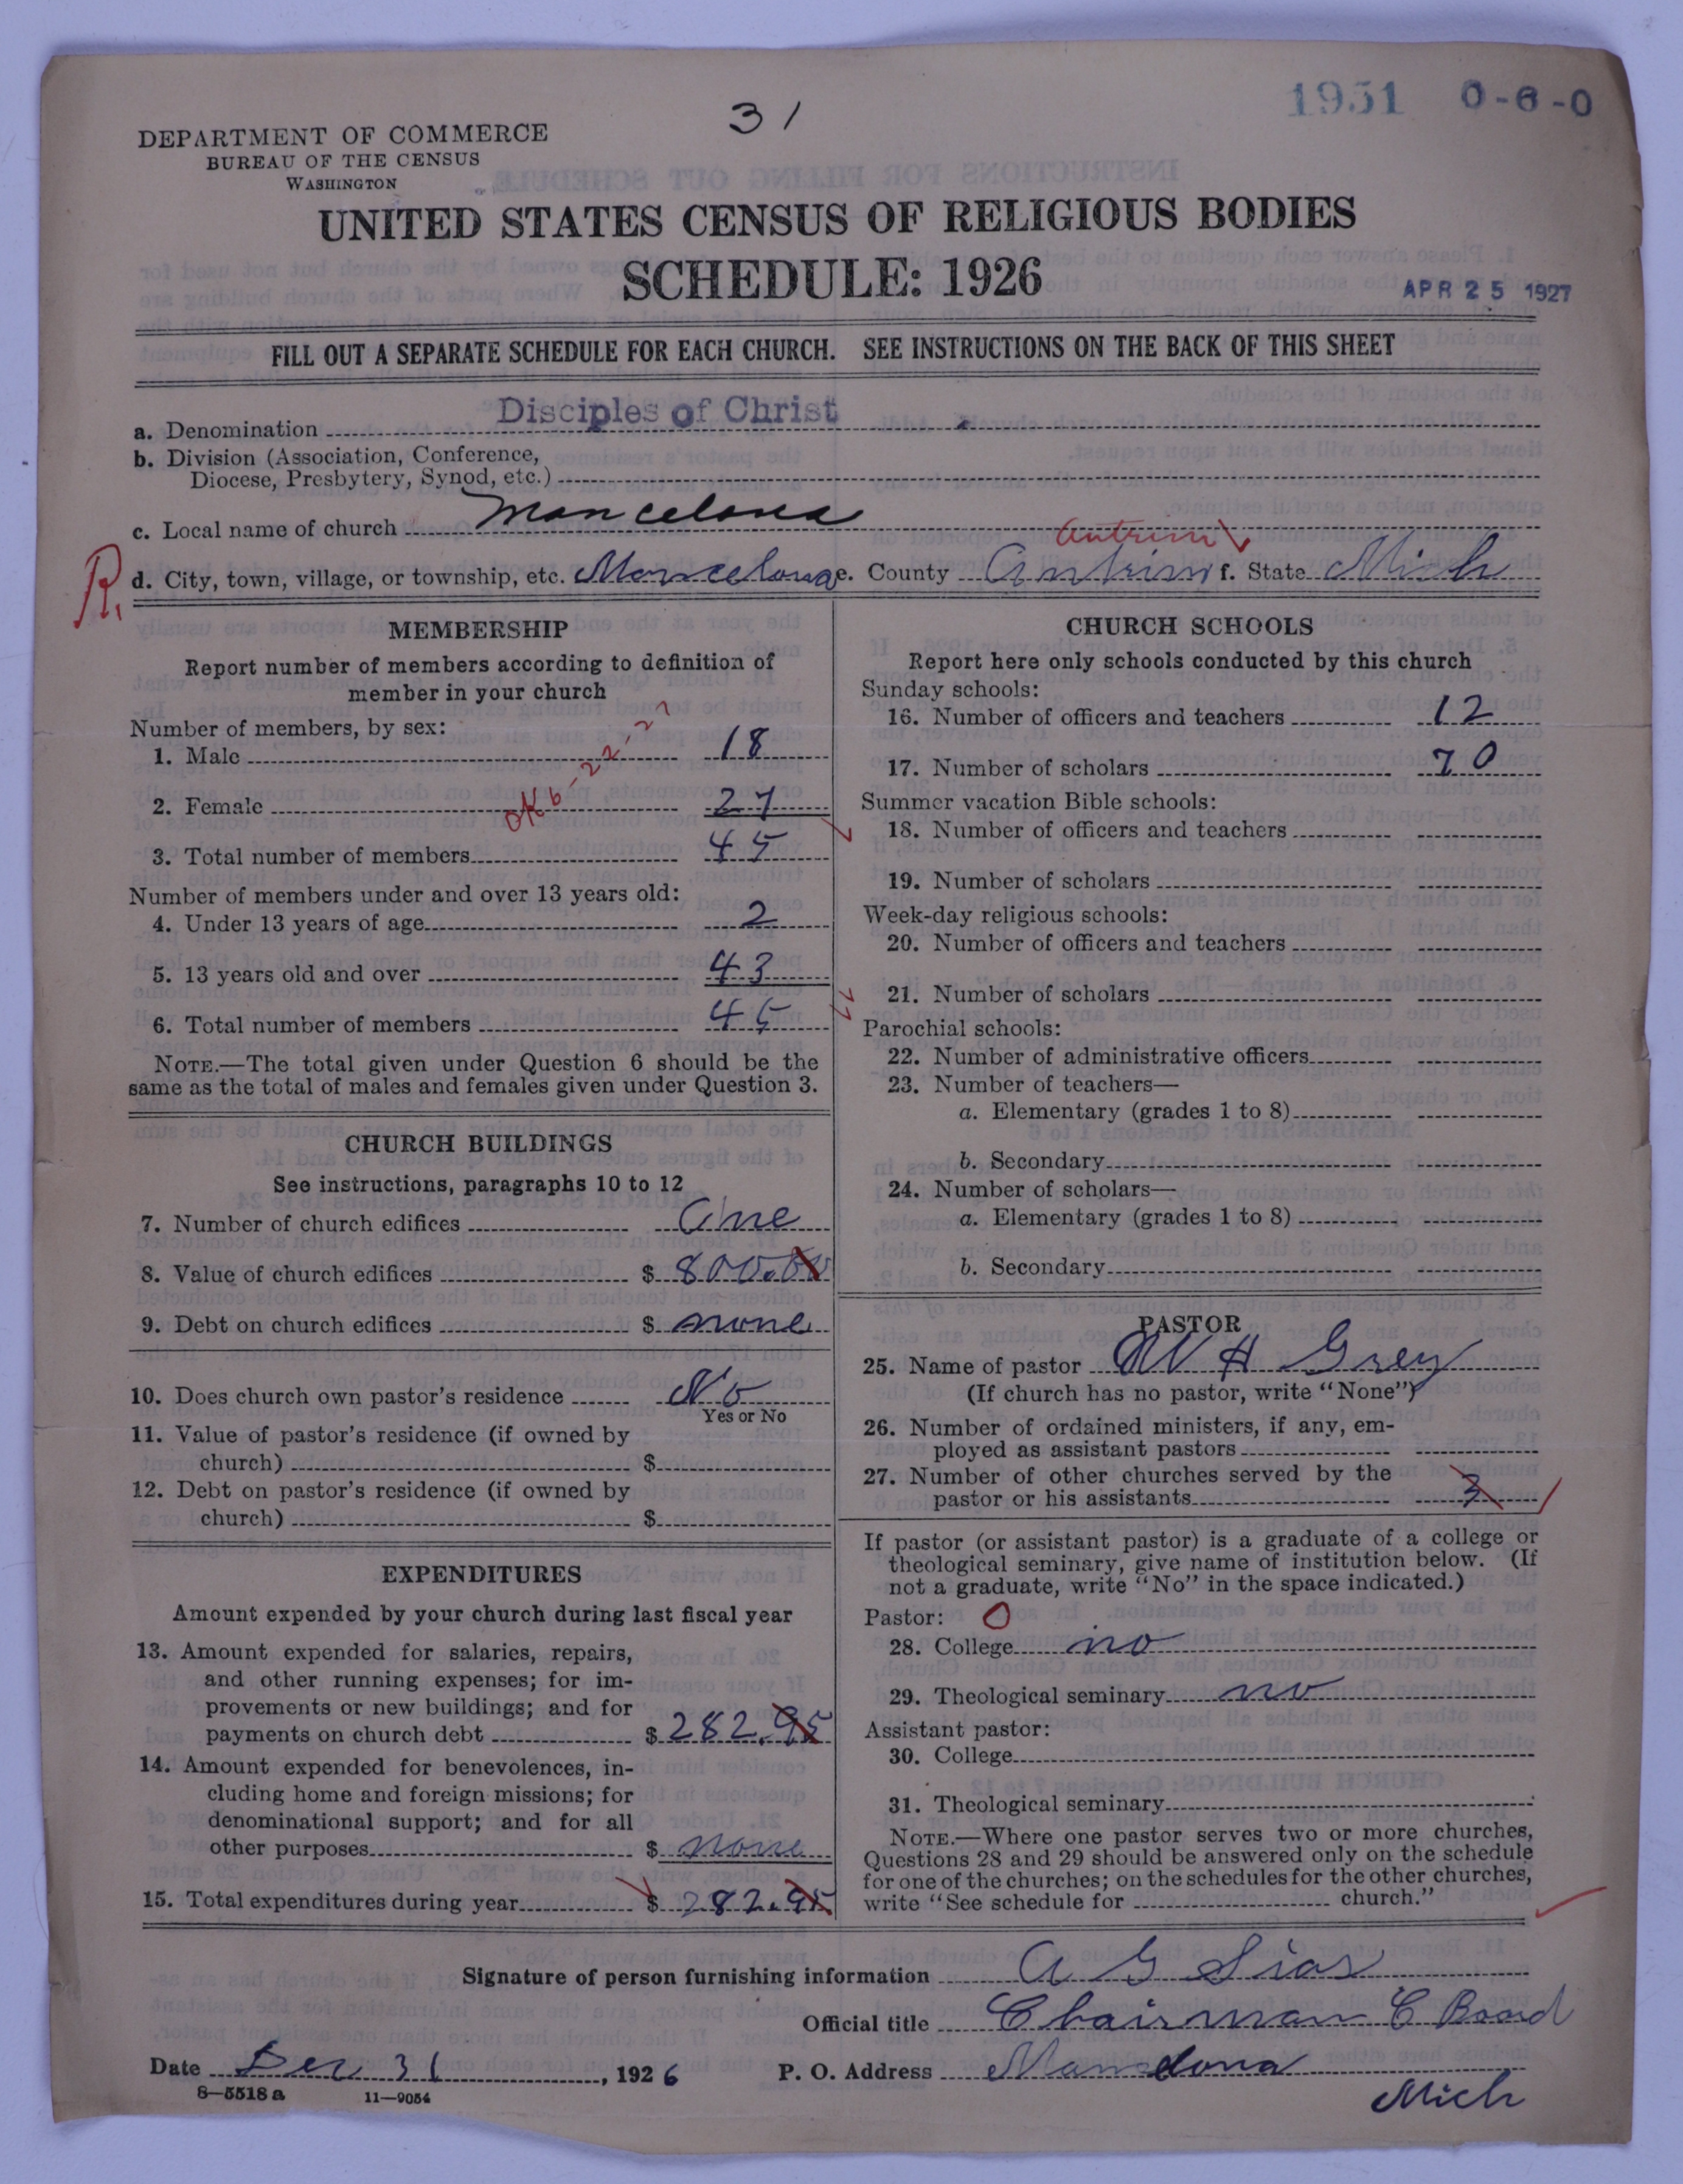 31
1951 0-6-0
DEPARTMENT OF COMMERCE
BUREAU OF THE CENSUS
WASHINGTON
UNITED STATES CENSUS OF RELIGIOUS BODIES
SCHEDULE: 1926
APR 25 1927
FILL OUT A SEPARATE SCHEDULE FOR EACH CHURCH. SEE INSTRUCTIONS ON THE BACK OF THIS SHEET
a. Denomination Disciples of Christ
b. Division (Association, Conference,
Diocese, Presbytery, Synod, etc.)
c. Local name of church Mancelona
Antrim
R. d. City, town, village, or township, etc. Mancelona e. County Antrim f. State Mich
MEMBERSHIP
Report number of members according to definition of
member in your church
Number of members, by sex:
1. Male 18
OK 6-22-27
2. Female 27
3. Total number of members 45
Number of members under and over 13 years old:
4. Under 13 years of age 2
5. 13 years old and over 43
6. Total number of members 45
NOTE.—The total given under Question 6 should be the
same as the total of males and females given under Question 3.
CHURCH BUILDINGS
See instructions, paragraphs 10 to 12
7. Number of church edifices One
8. Value of church edifices $ 800.00
9. Debt on church edifices $ none
10. Does church own pastor's residence No
Yes or No
11. Value of pastor's residence (if owned by
church) $
12. Debt on pastor's residence (if owned by
church) $
EXPENDITURES
Amount expended by your church during last fiscal year
13. Amount expended for salaries, repairs,
and other running expenses; for im-
provements or new buildings; and for
payments on church debt $ 282.95
14. Amount expended for benevolences, in-
cluding home and foreign missions; for
denominational support; and for all
other purposes $ none
15. Total expenditures during year $ 282.95
CHURCH SCHOOLS
Report here only schools conducted by this church
Sunday schools:
16. Number of officers and teachers 12
17. Number of scholars 70
Summer vacation Bible schools:
18. Number of officers and teachers
19. Number of scholars
Week-day religious schools:
20. Number of officers and teachers
21. Number of scholars
Parochial schools:
22. Number of administrative officers
23. Number of teachers—
a. Elementary (grades 1 to 8)
b. Secondary
24. Number of scholars—
a. Elementary (grades 1 to 8)
b. Secondary
PASTOR
25. Name of pastor W H Grey
(If church has no pastor, write "None")
26. Number of ordained ministers, if any, em-
ployed as assistant pastors
27. Number of other churches served by the
pastor or his assistants 3
If pastor (or assistant pastor) is a graduate of a college or
theological seminary, give name of institution below. (If
not a graduate, write "No" in the space indicated.)
Pastor: O
28. College no
29. Theological seminary no
Assistant pastor:
30. College
31. Theological seminary
NOTE.—Where one pastor serves two or more churches,
Questions 28 and 29 should be answered only on the schedule
for one of the churches; on the schedules for the other churches,
write "See schedule for church."
Signature of person furnishing information A G Sias
Official title Chairman C Board
Date Dec 31, 1926 P. O. Address Mancelona
Mich
8—5518 a 11—9054